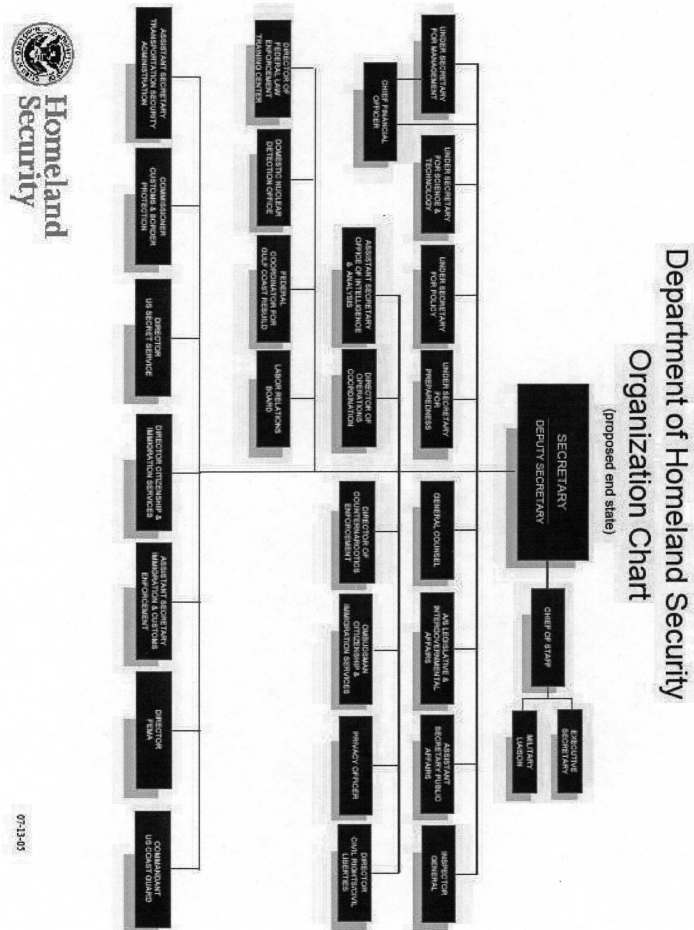 Department of Homeland Security
Organization Chart
(proposed end state)
SECRETARY
DEPUTY SECRETARY
CHIEF OF STAFF
EXECUTIVE
SECRETARY
MILITARY
LIAISON
UNDER SECRETARY
FOR MANAGEMENT
UNDER SECRETARY
FOR SCIENCE &
TECHNOLOGY
UNDER SECRETARY
FOR POLICY
UNDER SECRETARY
FOR
PREPAREDNESS
GENERAL COUNSEL
A/S LEGISLATIVE &
INTERGOVERNMENTAL
AFFAIRS
ASSISTANT
SECRETARY PUBLIC
AFFAIRS
INSPECTOR
GENERAL
CHIEF FINANCIAL
OFFICER
ASSISTANT SECRETARY
OFFICE OF INTELLIGENCE
& ANALYSIS
DIRECTOR OF
OPERATIONS
COORDINATION
DIRECTOR OF
COUNTERNARCOTICS
ENFORCEMENT
OMBUDSMAN
CITIZENSHIP &
IMMIGRATION SERVICES
PRIVACY OFFICER
DIRECTOR
CIVIL RIGHTS/CIVIL
LIBERTIES
DIRECTOR OF
FEDERAL LAW
ENFORCEMENT
TRAINING CENTER
DOMESTIC NUCLEAR
DETECTION OFFICE
FEDERAL
COORDINATOR FOR
GULF COAST REBUILD
LABOR RELATIONS
BOARD
ASSISTANT SECRETARY
TRANSPORTATION SECURITY
ADMINISTRATION
COMMISSIONER
CUSTOMS & BORDER
PROTECTION
DIRECTOR
US SECRET SERVICE
DIRECTOR CITIZENSHIP &
IMMIGRATION SERVICES
ASSISTANT SECRETARY
IMMIGRATION & CUSTOMS
ENFORCEMENT
DIRECTOR
FEMA
COMMANDANT
US COAST GUARD
Homeland
Security
07-13-05